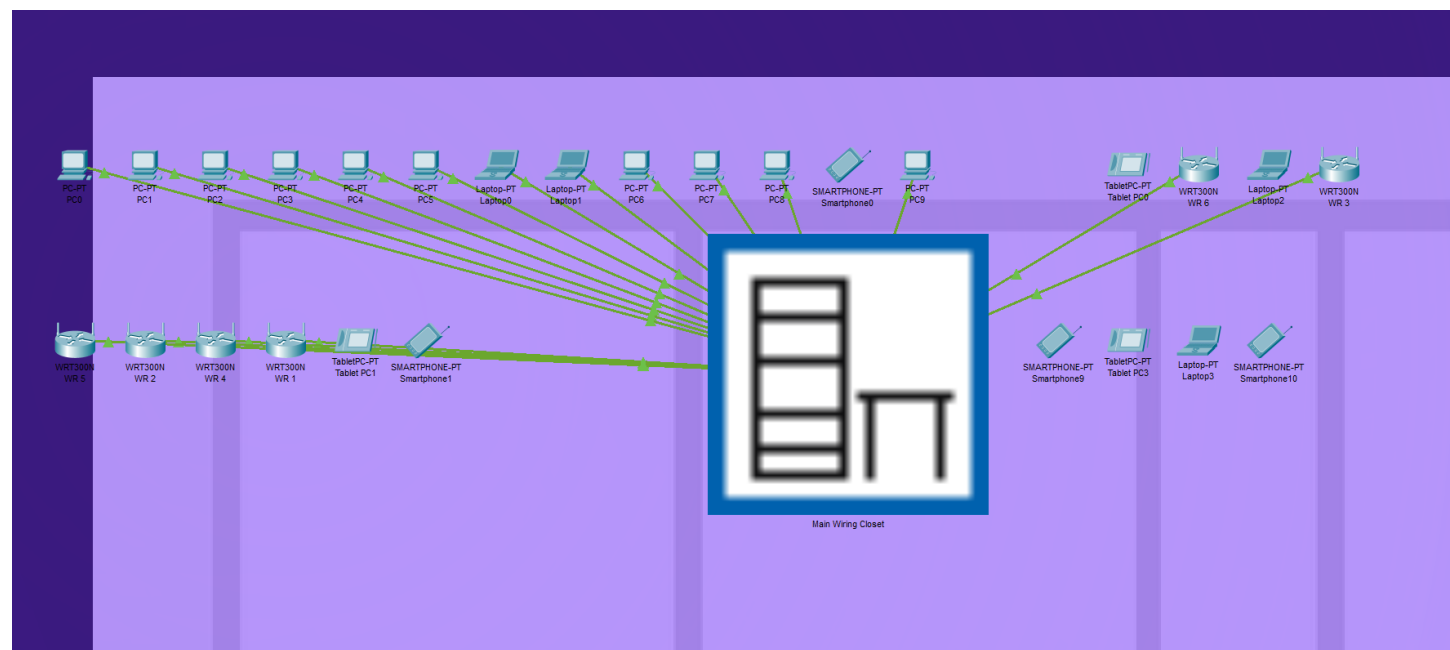 PC-PT
PC0
PC-PT
PC1
PC-PT
PC2
PC-PT
PC3
PC-PT
PC4
PC-PT
PC5
Laptop-PT
Laptop0
Laptop-PT
Laptop1
PC-PT
PC6
PC-PT
PC7
PC-PT
PC8
SMARTPHONE-PT
Smartphone0
PC-PT
PC9
TabletPC-PT
Tablet PC0
WRT300N
WR 6
Laptop-PT
Laptop2
WRT300N
WR 3
WRT300N
WR 5
WRT300N
WR 2
WRT300N
WR 4
WRT300N
WR 1
TabletPC-PT
Tablet PC1
SMARTPHONE-PT
Smartphone1
SMARTPHONE-PT
Smartphone9
TabletPC-PT
Tablet PC3
Laptop-PT
Laptop3
SMARTPHONE-PT
Smartphone10
Main Wiring Closet